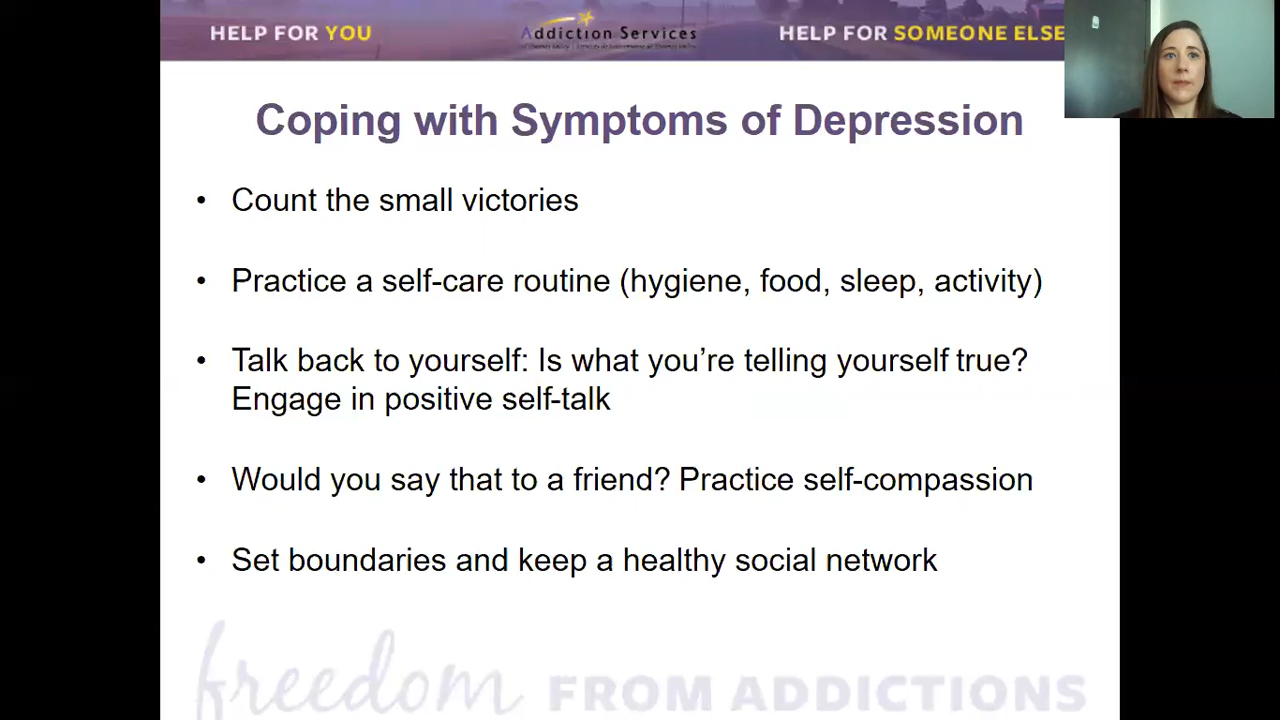 HELP FOR YOU
Addiction Services
HELP FOR SOMEONE ELSE
Coping with Symptoms of Depression
• Count the small victories
• Practice a self-care routine (hygiene, food, sleep, activity)
• Talk back to yourself: Is what you’re telling yourself true?
Engage in positive self-talk
• Would you say that to a friend? Practice self-compassion
• Set boundaries and keep a healthy social network
freedom FROM ADDICTIONS